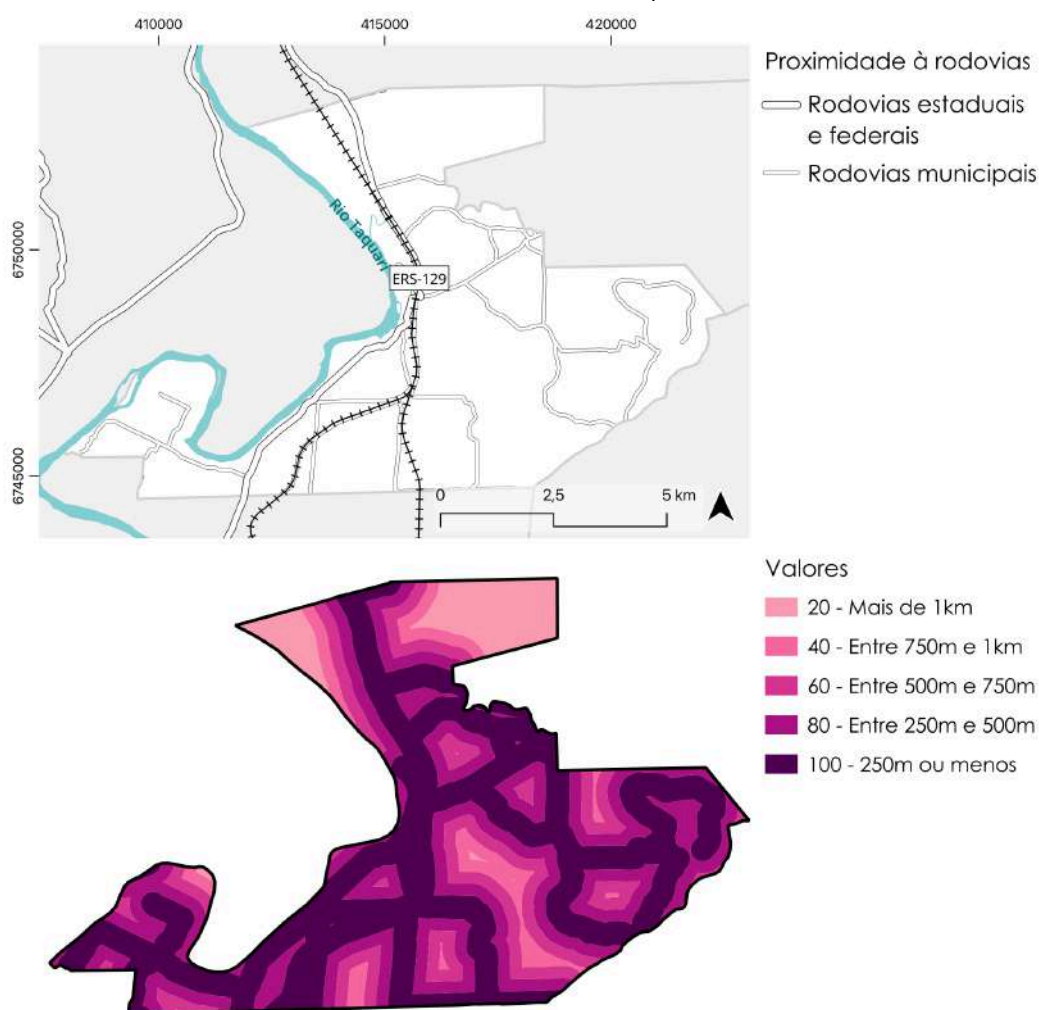 410000
415000
420000
6750000
6745000
Rio Taquari
ERS-129
0
2,5
5 km
Proximidade à rodovias
Rodovias estaduais
e federais
Rodovias municipais
Valores
20 - Mais de 1km
40 - Entre 750m e 1km
60 - Entre 500m e 750m
80 - Entre 250m e 500m
100 - 250m ou menos